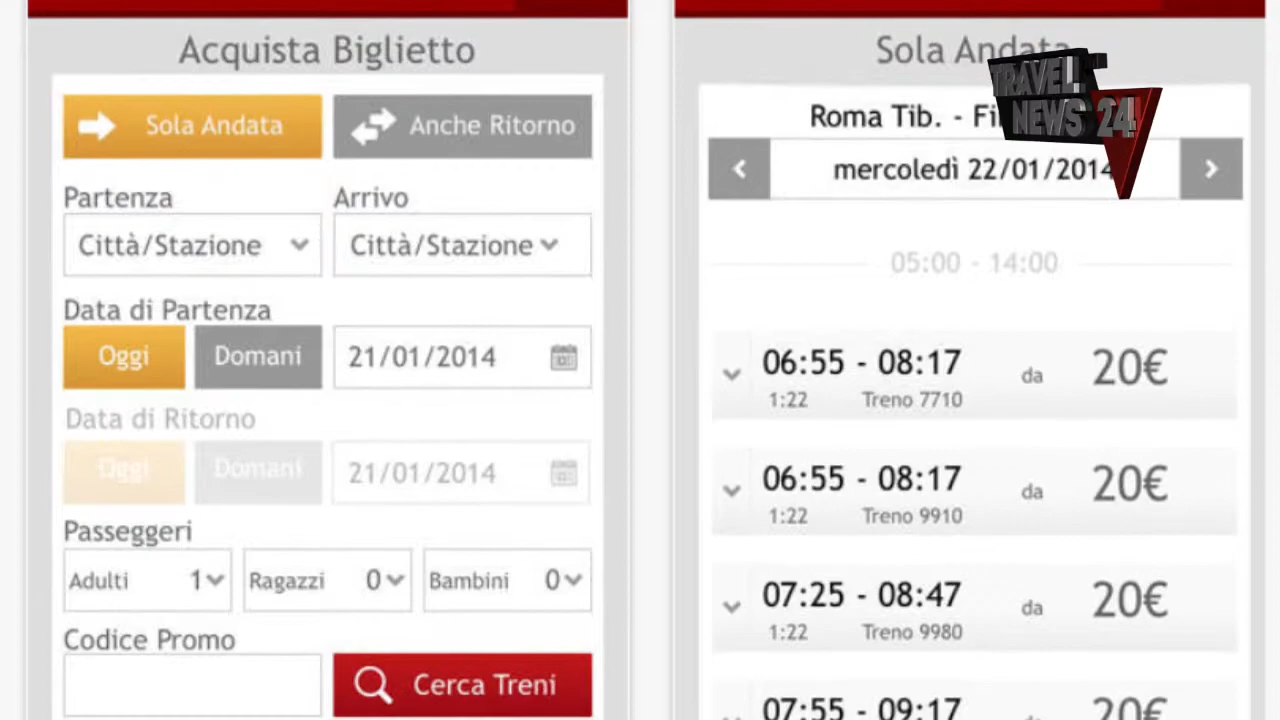 Acquista Biglietto
Sola Andata
Anche Ritorno
Partenza
Arrivo
Città/Stazione
Città/Stazione
Data di Partenza
Oggi
Domani
21/01/2014
Data di Ritorno
Oggi
Domani
21/01/2014
Passeggeri
Adulti 1
Ragazzi 0
Bambini 0
Codice Promo
Cerca Treni
Sola Andata
TRAVEL
NEWS 24
Roma Tib. - Fi
mercoledì 22/01/2014
05:00 - 14:00
06:55 - 08:17 da 20€
1:22 Treno 7710
06:55 - 08:17 da 20€
1:22 Treno 9910
07:25 - 08:47 da 20€
1:22 Treno 9980
07:55 - 09:17 20€